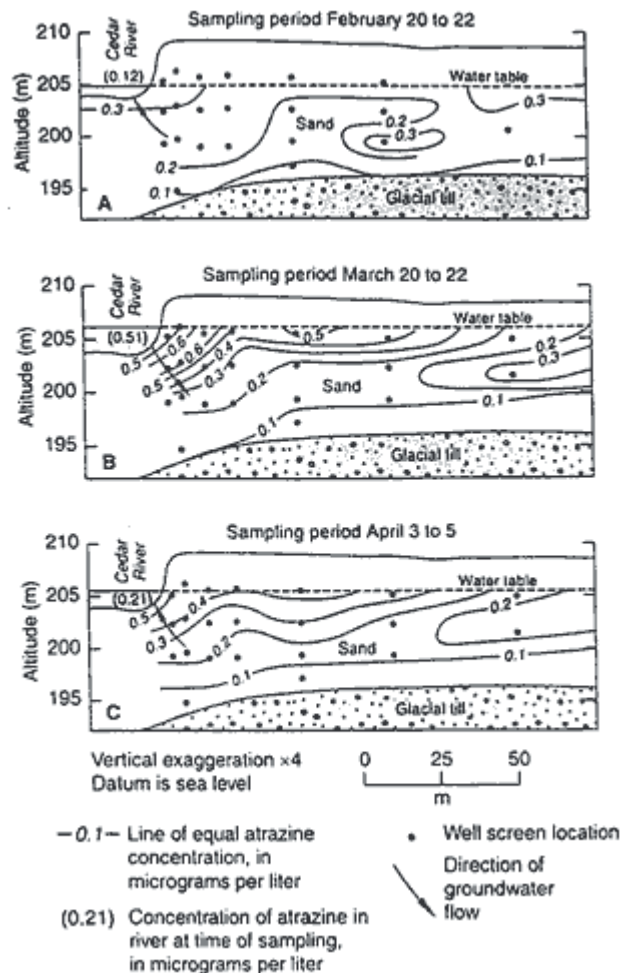 Sampling period February 20 to 22
210
205
200
195
Altitude (m)
Cedar
River
(0.12)
0.3
0.2
0.1
Sand
0.2
0.3
Water table
0.3
0.1
Glacial till
A
Sampling period March 20 to 22
210
205
200
195
Altitude (m)
Cedar
River
(0.51)
0.5
0.6
0.5
0.6
0.4
0.3
0.2
0.1
0.5
Sand
Water table
0.2
0.3
0.1
Glacial till
B
Sampling period April 3 to 5
210
205
200
195
Altitude (m)
Cedar
River
(0.21)
0.5
0.4
0.3
0.2
0.1
Sand
Water table
0.2
0.1
Glacial till
C
Vertical exaggeration ×4
Datum is sea level
0 25 50
m
–0.1– Line of equal atrazine
concentration, in
micrograms per liter
(0.21) Concentration of atrazine in
river at time of sampling,
in micrograms per liter
Well screen location
Direction of
groundwater
flow